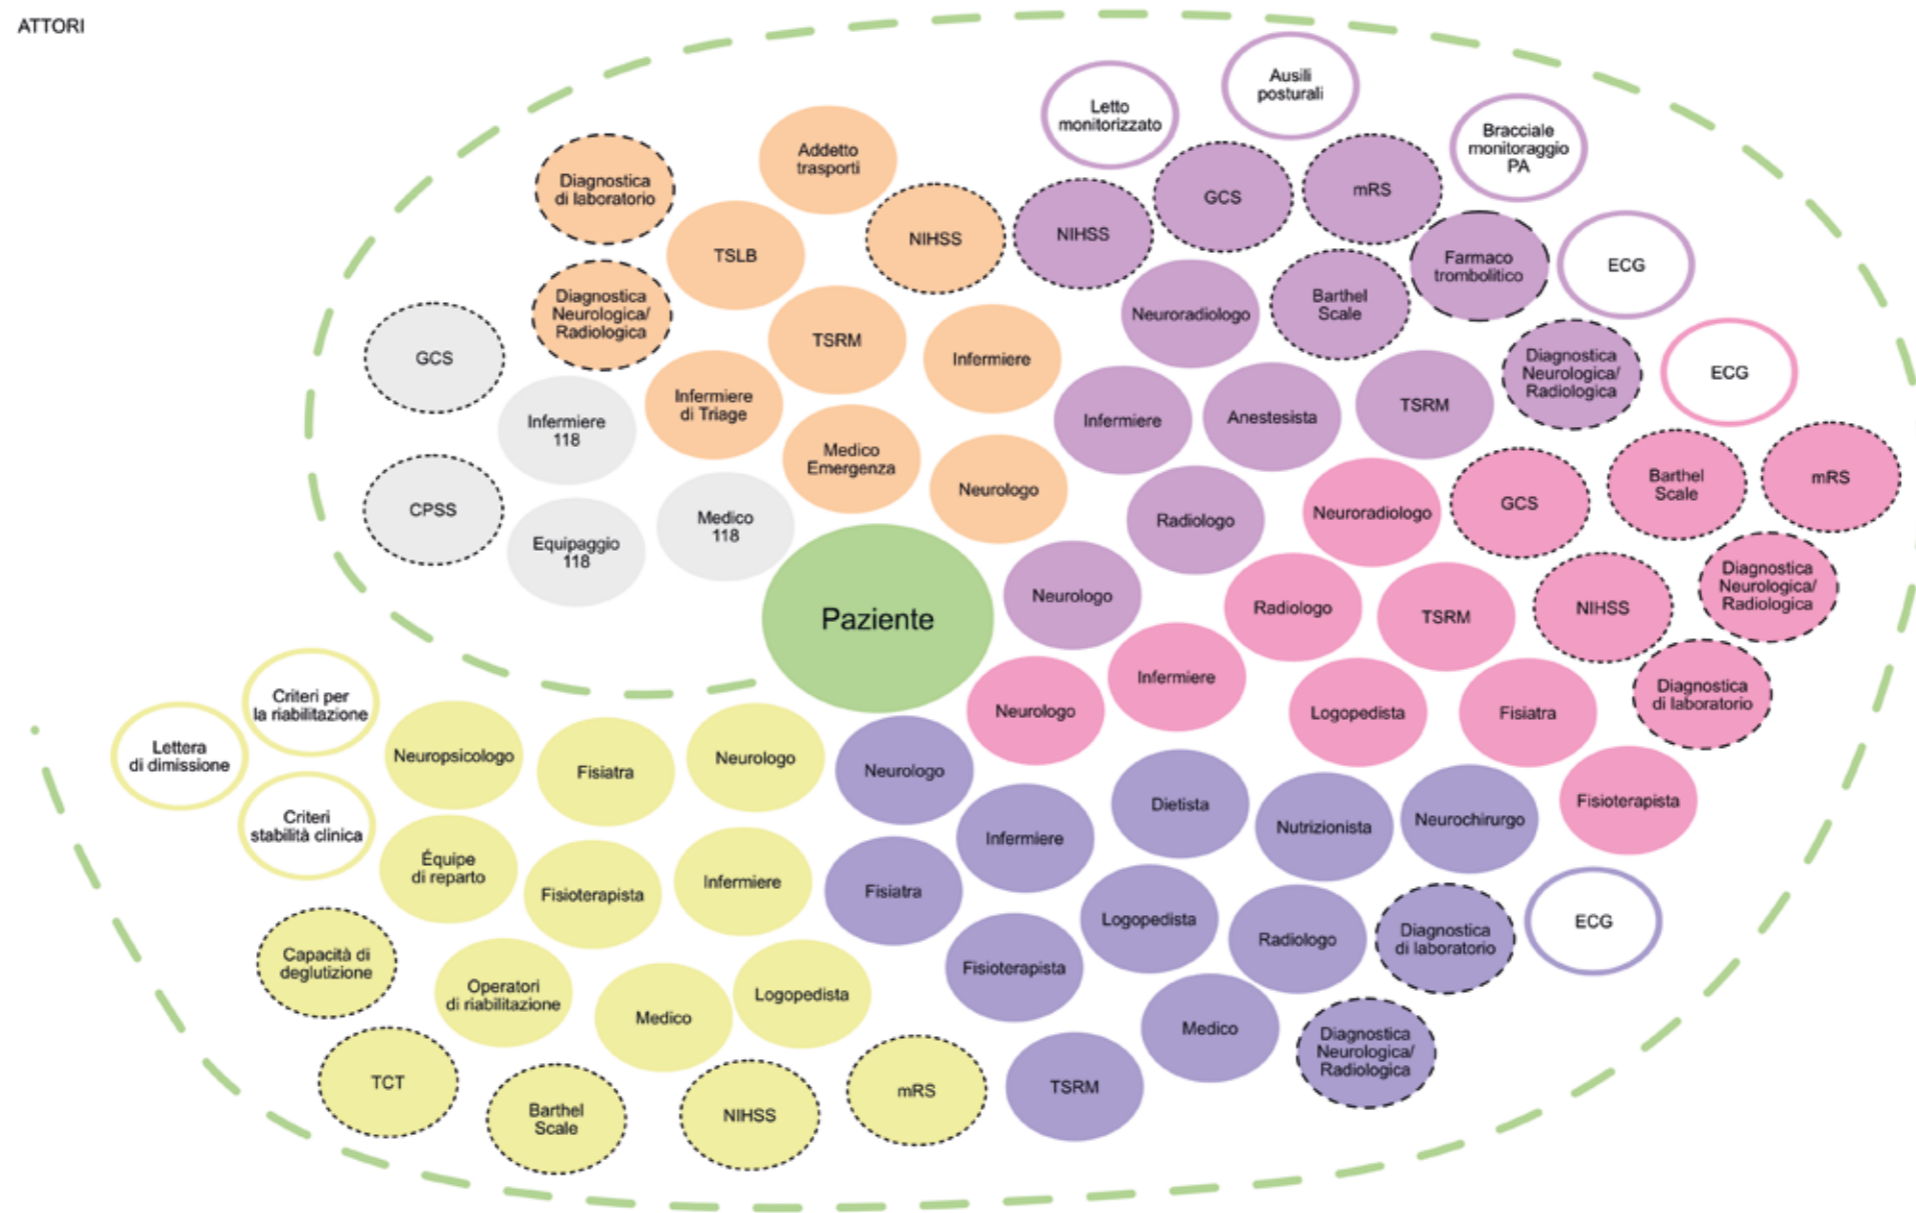 ATTORI
Diagnostica
di laboratorio
Addetto
trasporti
TSLB
NIHSS
Diagnostica
Neurologica/
Radiologica
TSRM
Infermiere
Infermiere
di Triage
Medico
Emergenza
Neurologo
GCS
Infermiere
118
CPSS
Equipaggio
118
Medico
118
Paziente
Letto
monitorizzato
Ausili
posturali
Bracciale
monitoraggio
PA
NIHSS
GCS
mRS
Farmaco
trombolitico
ECG
Neuroradiologo
Barthel
Scale
Diagnostica
Neurologica/
Radiologica
Infermiere
Anestesista
TSRM
Radiologo
Neurologo
ECG
Neuroradiologo
GCS
Barthel
Scale
mRS
Radiologo
TSRM
NIHSS
Diagnostica
Neurologica/
Radiologica
Neurologo
Infermiere
Logopedista
Fisiatra
Diagnostica
di laboratorio
Fisioterapista
Neurologo
Infermiere
Dietista
Nutrizionista
Neurochirurgo
Fisiatra
Logopedista
Radiologo
Diagnostica
di laboratorio
ECG
Fisioterapista
Medico
Diagnostica
Neurologica/
Radiologica
TSRM
Criteri per
la riabilitazione
Lettera
di dimissione
Criteri
stabilità clinica
Neuropsicologo
Fisiatra
Neurologo
Équipe
di reparto
Fisioterapista
Infermiere
Capacità di
deglutizione
Operatori
di riabilitazione
Medico
Logopedista
TCT
Barthel
Scale
NIHSS
mRS